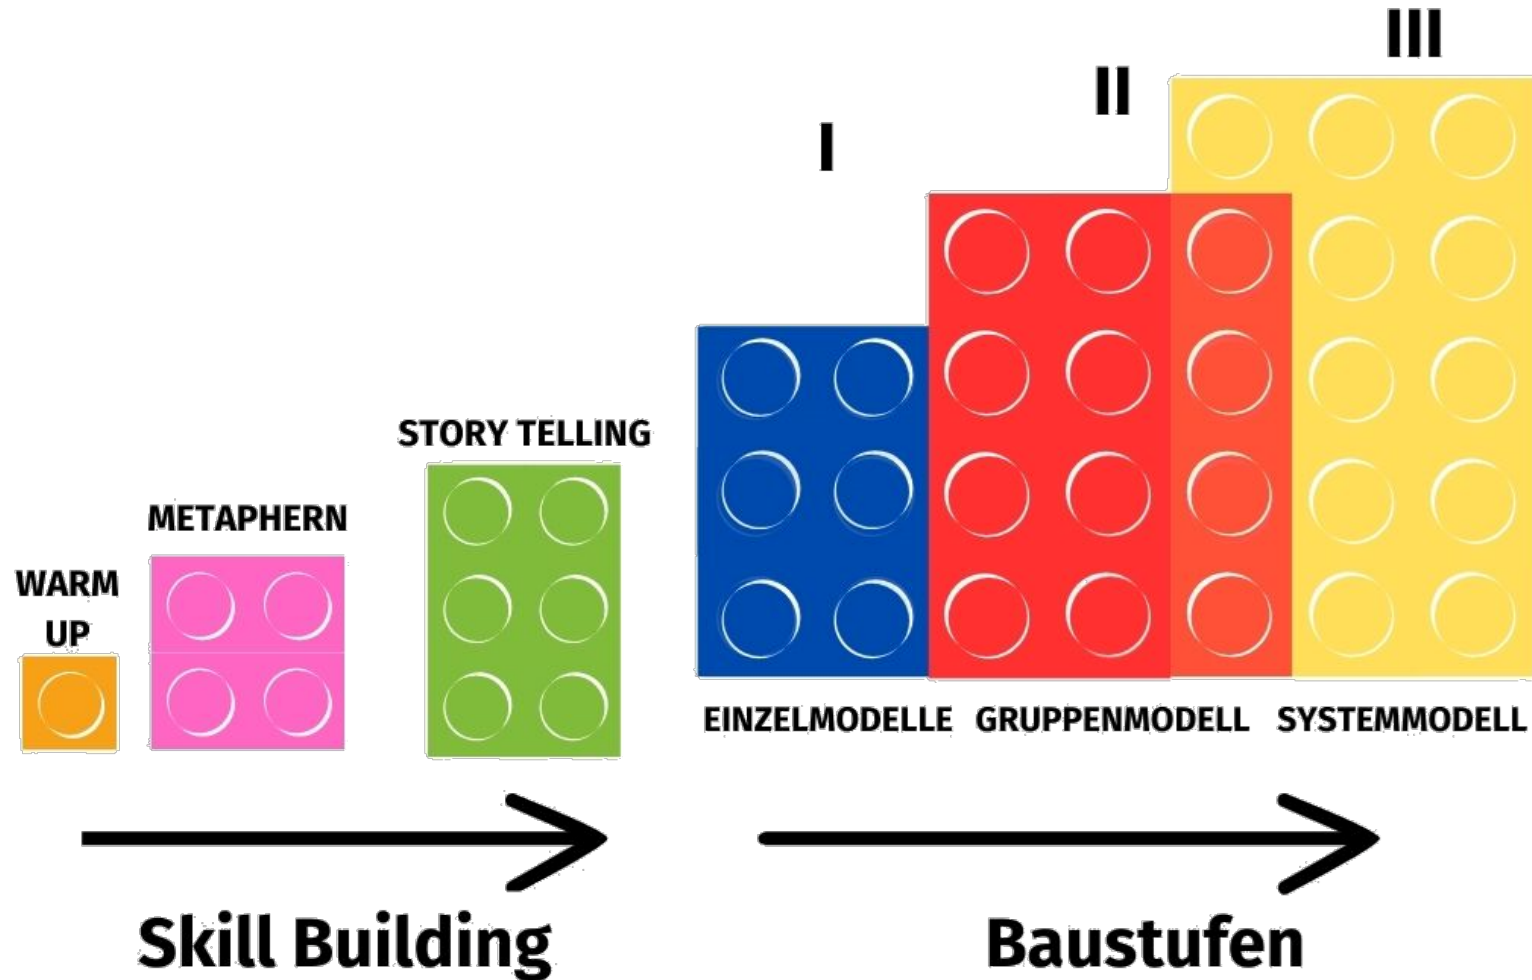 III
II
I
STORY TELLING
METAPHERN
WARM
UP
EINZELMODELLE GRUPPENMODELL SYSTEMMODELL
Skill Building
Baustufen